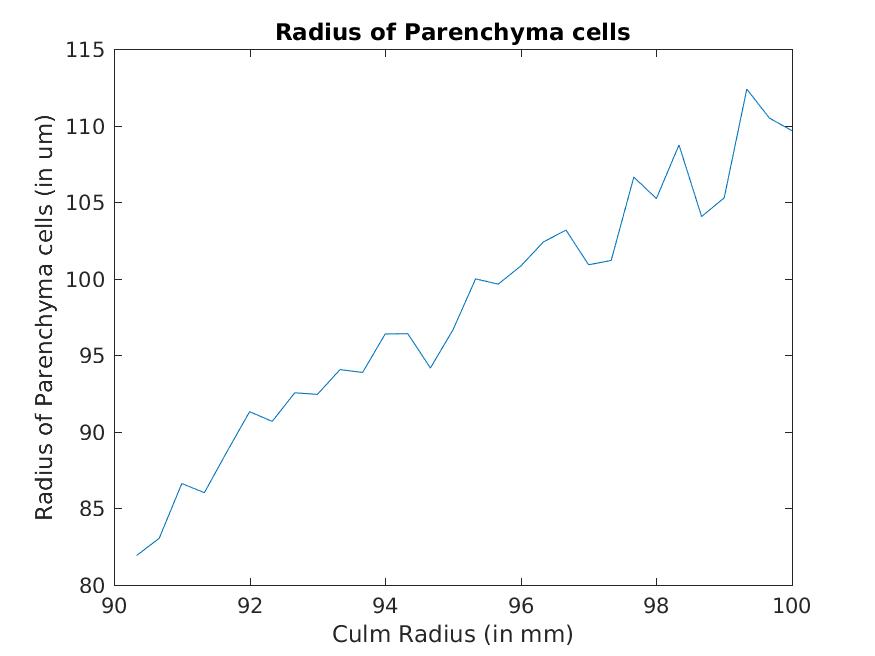 Radius of Parenchyma cells
115
110
105
100
95
90
85
80
Radius of Parenchyma cells (in um)
90 92 94 96 98 100
Culm Radius (in mm)